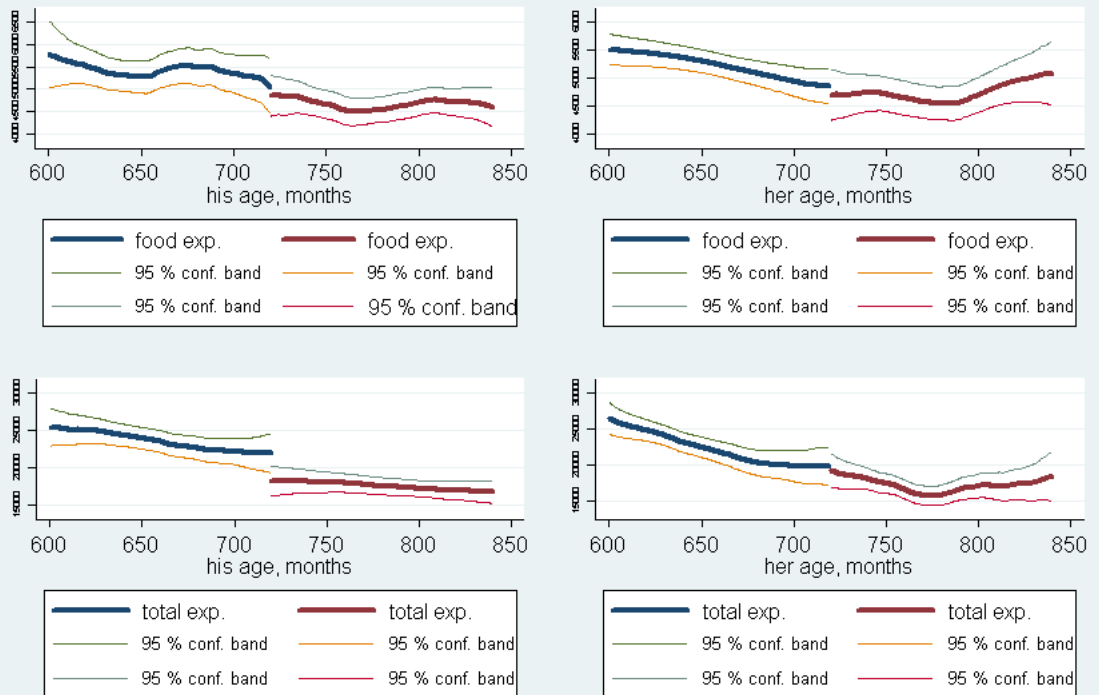 600 650 700 750 800 850
his age, months
food exp. food exp.
95 % conf. band 95 % conf. band
95 % conf. band 95 % conf. band
600 650 700 750 800 850
her age, months
food exp. food exp.
95 % conf. band 95 % conf. band
95 % conf. band 95 % conf. band
600 650 700 750 800 850
his age, months
total exp. total exp.
95 % conf. band 95 % conf. band
95 % conf. band 95 % conf. band
600 650 700 750 800 850
her age, months
total exp. total exp.
95 % conf. band 95 % conf. band
95 % conf. band 95 % conf. band